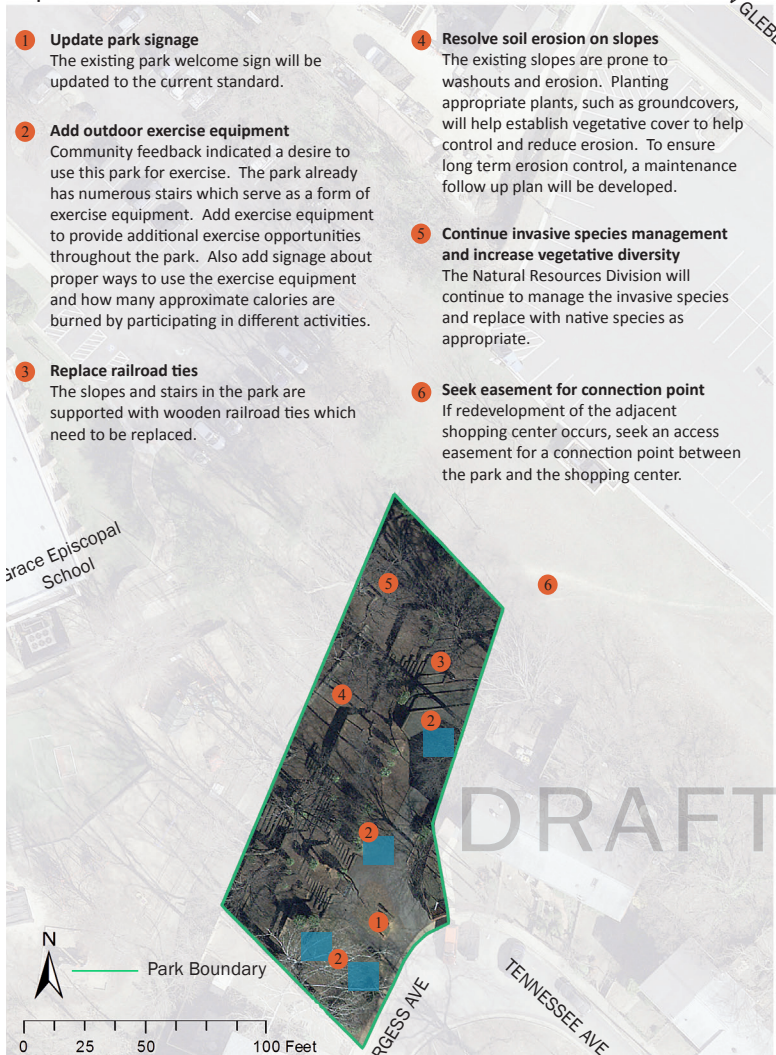 GLEBE
1 Update park signage
The existing park welcome sign will be
updated to the current standard.
2 Add outdoor exercise equipment
Community feedback indicated a desire to
use this park for exercise. The park already
has numerous stairs which serve as a form of
exercise equipment. Add exercise equipment
to provide additional exercise opportunities
throughout the park. Also add signage about
proper ways to use the exercise equipment
and how many approximate calories are
burned by participating in different activities.
3 Replace railroad ties
The slopes and stairs in the park are
supported with wooden railroad ties which
need to be replaced.
4 Resolve soil erosion on slopes
The existing slopes are prone to
washouts and erosion. Planting
appropriate plants, such as groundcovers,
will help establish vegetative cover to help
control and reduce erosion. To ensure
long term erosion control, a maintenance
follow up plan will be developed.
5 Continue invasive species management
and increase vegetative diversity
The Natural Resources Division will
continue to manage the invasive species
and replace with native species as
appropriate.
6 Seek easement for connection point
If redevelopment of the adjacent
shopping center occurs, seek an access
easement for a connection point between
the park and the shopping center.
Grace Episcopal
School
5
6
3
4
2
2
DRAFT
1
2
N
Park Boundary
RGESS AVE
TENNESSEE AVE
0 25 50 100 Feet